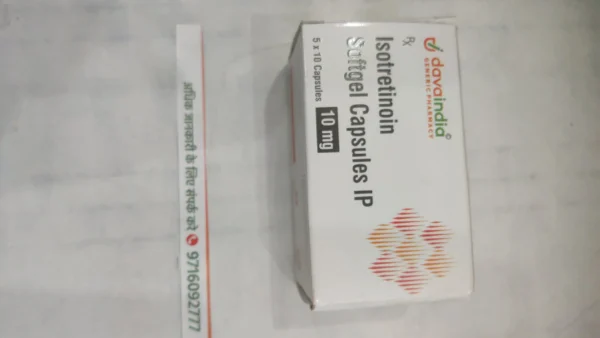 davaindia
GENERIC PHARMACY
Rx
Isotretinoin
Softgel Capsules IP
5 x 10 Capsules
10 mg
अधिक जानकारी के लिए संपर्क करे 9716092777